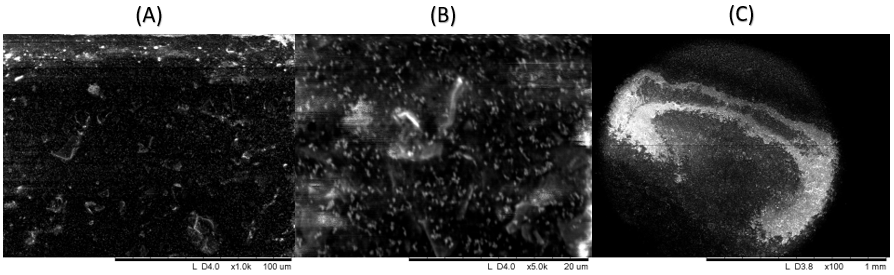 (A)
(B)
(C)
L D4.0 x1.0k 100 um
L D4.0 x5.0k 20 um
L D3.8 x100 1 mm